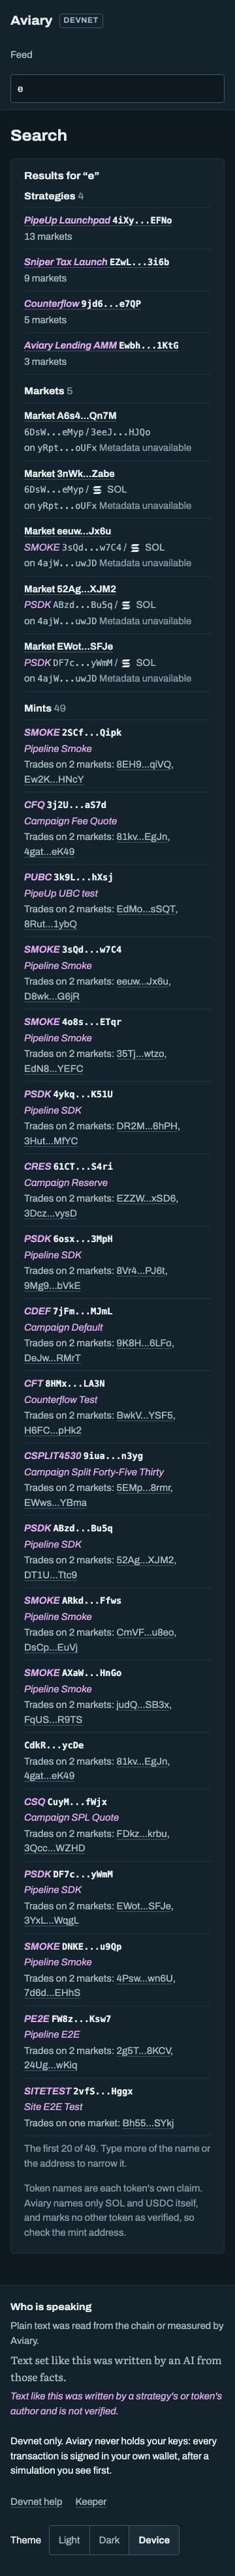 Aviary DEVNET
Feed
e
Search
Results for “e”
Strategies 4
PipeUp Launchpad 4iXy...EFNo
13 markets
Sniper Tax Launch EZwL...3i6b
9 markets
Counterflow 9jd6...e7QP
5 markets
Aviary Lending AMM Ewbh...1KtG
3 markets
Markets 5
Market A6s4...Qn7M
6DsW...eMyp / 3eeJ...HJQo
on yRpt...oUFx Metadata unavailable
Market 3nWk...Zabe
6DsW...eMyp / SOL
on yRpt...oUFx Metadata unavailable
Market eeuw...Jx6u
SMOKE 3sQd...w7C4 / SOL
on 4ajW...uwJD Metadata unavailable
Market 52Ag...XJM2
PSDK ABzd...Bu5q / SOL
on 4ajW...uwJD Metadata unavailable
Market EWot...SFJe
PSDK DF7c...yWmM / SOL
on 4ajW...uwJD Metadata unavailable
Mints 49
SMOKE 2SCf...Qipk
Pipeline Smoke
Trades on 2 markets: 8EH9...qiVQ,
Ew2K...HNcY
CFQ 3j2U...aS7d
Campaign Fee Quote
Trades on 2 markets: 81kv...EgJn,
4gat...eK49
PUBC 3k9L...hXsj
PipeUp UBC test
Trades on 2 markets: EdMo...sSQT,
8Rut...1ybQ
SMOKE 3sQd...w7C4
Pipeline Smoke
Trades on 2 markets: eeuw...Jx6u,
D8wk...G6jR
SMOKE 4o8s...ETqr
Pipeline Smoke
Trades on 2 markets: 35Tj...wtzo,
EdN8...YEFC
PSDK 4ykq...K51U
Pipeline SDK
Trades on 2 markets: DR2M...6hPH,
3Hut...MfYC
CRES 61CT...S4ri
Campaign Reserve
Trades on 2 markets: EZZW...xSD6,
3Dcz...vysD
PSDK 6osx...3MpH
Pipeline SDK
Trades on 2 markets: 8Vr4...PJ6t,
9Mg9...bVkE
CDEF 7jFm...MJmL
Campaign Default
Trades on 2 markets: 9K8H...6LFo,
DeJw...RMrT
CFT 8HMx...LA3N
Counterflow Test
Trades on 2 markets: BwkV...YSF5,
H6FC...pHk2
CSPLIT4530 9iua...n3yg
Campaign Split Forty-Five Thirty
Trades on 2 markets: 5EMp...8rmr,
EWws...YBma
PSDK ABzd...Bu5q
Pipeline SDK
Trades on 2 markets: 52Ag...XJM2,
DT1U...Ttc9
SMOKE ARkd...Ffws
Pipeline Smoke
Trades on 2 markets: CmVF...u8eo,
DsCp...EuVj
SMOKE AXaW...HnGo
Pipeline Smoke
Trades on 2 markets: judQ...SB3x,
FqUS...R9TS
CdkR...ycDe
Trades on 2 markets: 81kv...EgJn,
4gat...eK49
CSQ CuyM...fWjx
Campaign SPL Quote
Trades on 2 markets: FDkz...krbu,
3Qcc...WZHD
PSDK DF7c...yWmM
Pipeline SDK
Trades on 2 markets: EWot...SFJe,
3YxL...WqgL
SMOKE DNKE...u9Qp
Pipeline Smoke
Trades on 2 markets: 4Psw...wn6U,
7d6d...EHhS
PE2E FW8z...Ksw7
Pipeline E2E
Trades on 2 markets: 2g5T...8KCV,
24Ug...wKiq
SITETEST 2vfS...Hggx
Site E2E Test
Trades on one market: Bh55...SYkj
The first 20 of 49. Type more of the name or
the address to narrow it.
Token names are each token's own claim.
Aviary names only SOL and USDC itself,
and marks no other token as verified, so
check the mint address.
Who is speaking
Plain text was read from the chain or measured by
Aviary.
Text set like this was written by an AI from
those facts.
Text like this was written by a strategy's or token's
author and is not verified.
Devnet only. Aviary never holds your keys: every
transaction is signed in your own wallet, after a
simulation you see first.
Devnet help Keeper
Theme Light Dark Device